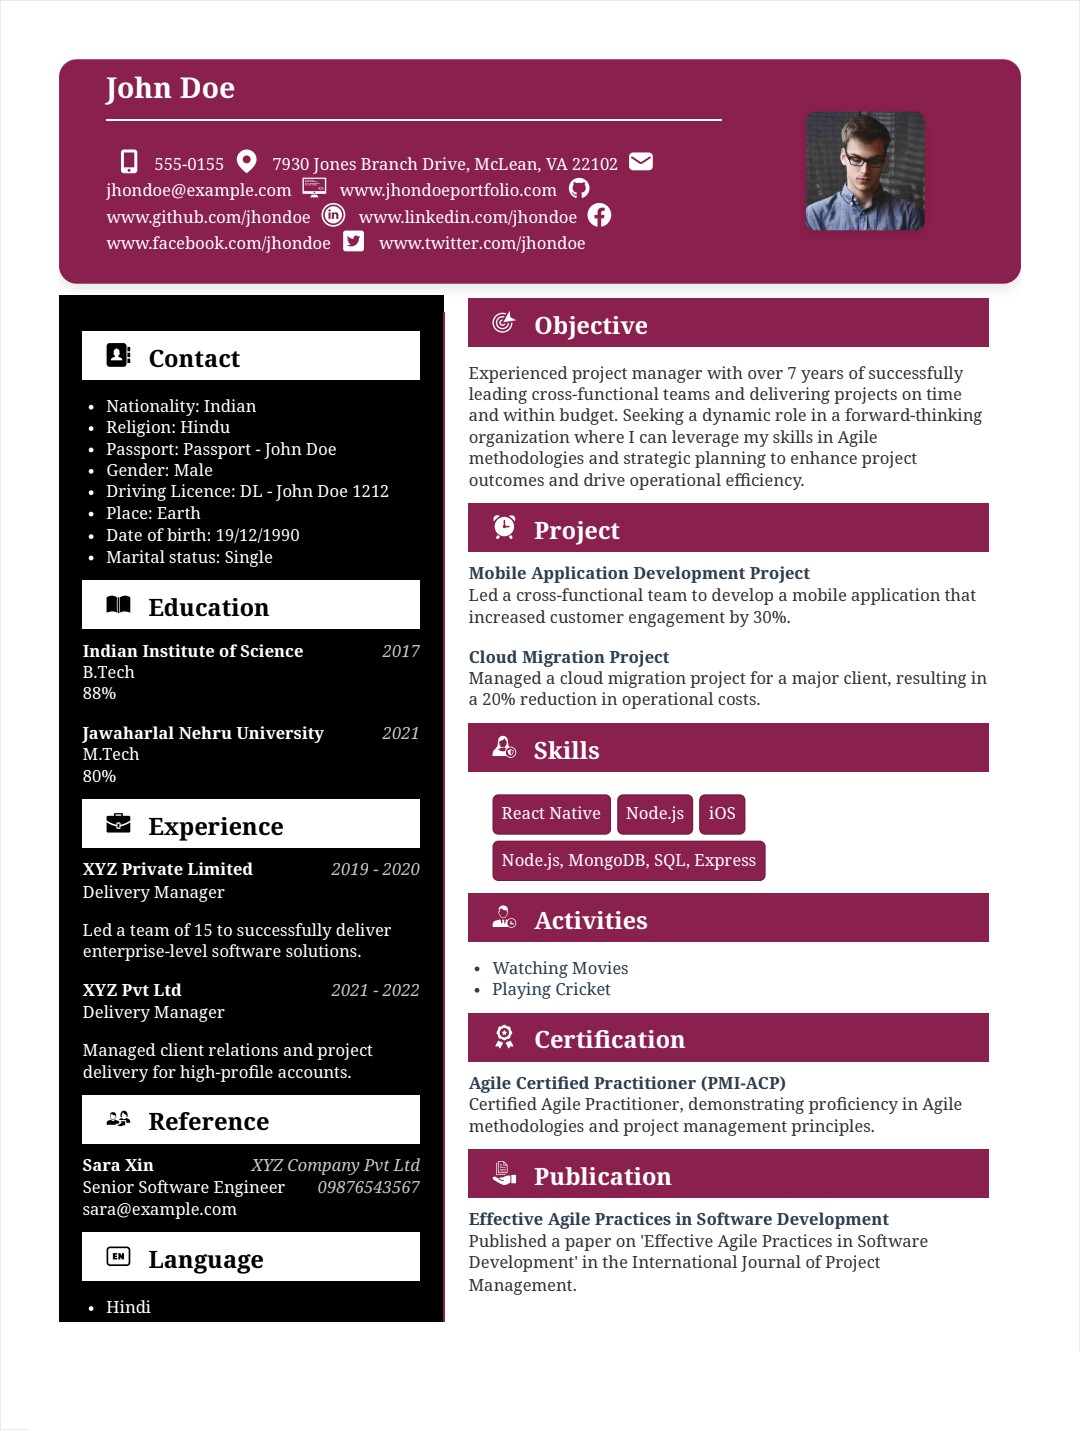 John Doe
555-0155 7930 Jones Branch Drive, McLean, VA 22102
jhondoe@example.com www.jhondoeportfolio.com
www.github.com/jhondoe www.linkedin.com/jhondoe
www.facebook.com/jhondoe www.twitter.com/jhondoe
Contact
• Nationality: Indian
• Religion: Hindu
• Passport: Passport - John Doe
• Gender: Male
• Driving Licence: DL - John Doe 1212
• Place: Earth
• Date of birth: 19/12/1990
• Marital status: Single
Education
Indian Institute of Science 2017
B.Tech
88%
Jawaharlal Nehru University 2021
M.Tech
80%
Experience
XYZ Private Limited 2019 - 2020
Delivery Manager
Led a team of 15 to successfully deliver
enterprise-level software solutions.
XYZ Pvt Ltd 2021 - 2022
Delivery Manager
Managed client relations and project
delivery for high-profile accounts.
Reference
Sara Xin XYZ Company Pvt Ltd
Senior Software Engineer 09876543567
sara@example.com
EN Language
• Hindi
Objective
Experienced project manager with over 7 years of successfully
leading cross-functional teams and delivering projects on time
and within budget. Seeking a dynamic role in a forward-thinking
organization where I can leverage my skills in Agile
methodologies and strategic planning to enhance project
outcomes and drive operational efficiency.
Project
Mobile Application Development Project
Led a cross-functional team to develop a mobile application that
increased customer engagement by 30%.
Cloud Migration Project
Managed a cloud migration project for a major client, resulting in
a 20% reduction in operational costs.
Skills
React Native Node.js iOS
Node.js, MongoDB, SQL, Express
Activities
• Watching Movies
• Playing Cricket
Certification
Agile Certified Practitioner (PMI-ACP)
Certified Agile Practitioner, demonstrating proficiency in Agile
methodologies and project management principles.
Publication
Effective Agile Practices in Software Development
Published a paper on 'Effective Agile Practices in Software
Development' in the International Journal of Project
Management.